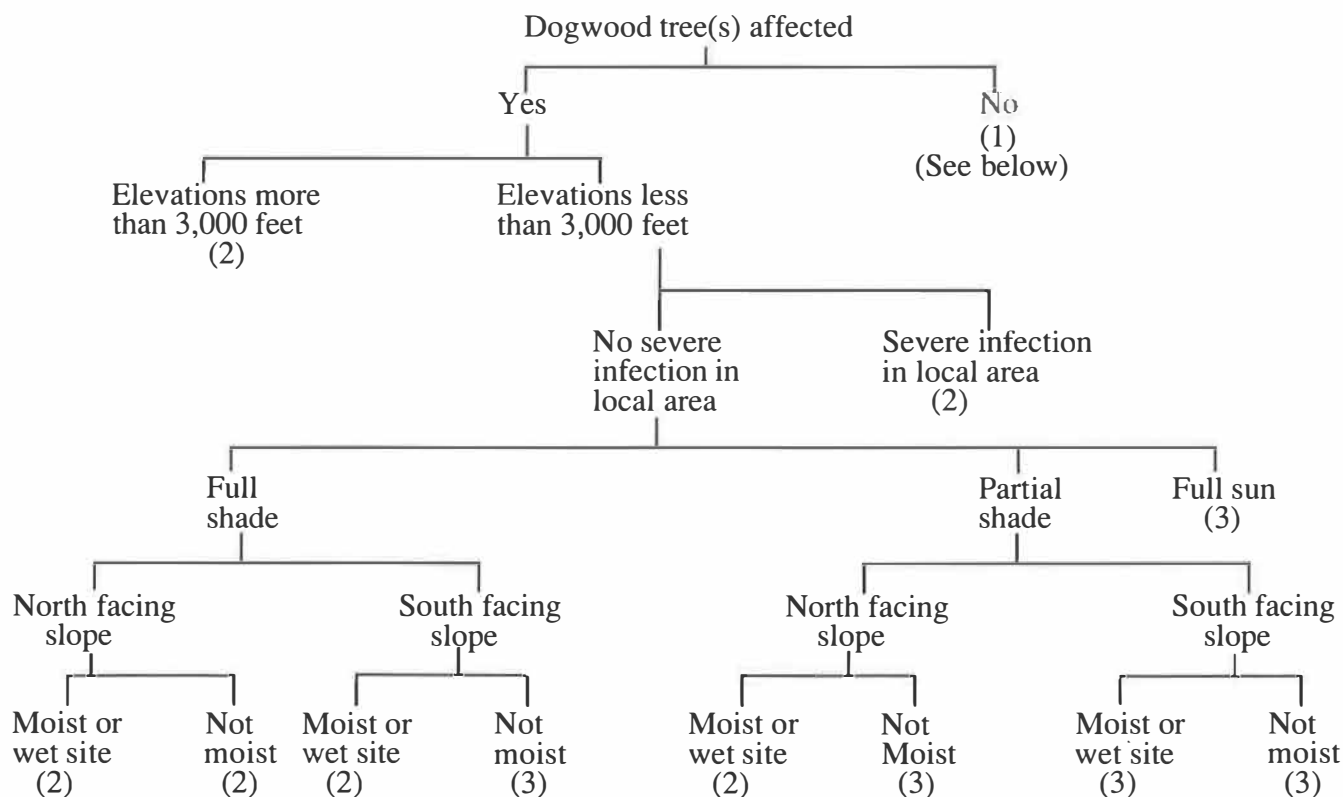 Dogwood tree(s) affected
Yes
No
(1)
(See below)
Elevations more
than 3,000 feet
(2)
Elevations less
than 3,000 feet
No severe
infection in
local area
Severe infection
in local area
(2)
Full
shade
Partial
shade
Full sun
(3)
North facing
slope
South facing
slope
North facing
slope
South facing
slope
Moist or
wet site
(2)
Not
moist
(2)
Moist or
wet site
(2)
Not
moist
(3)
Moist or
wet site
(2)
Not
Moist
(3)
Moist or
wet site
(3)
Not
moist
(3)